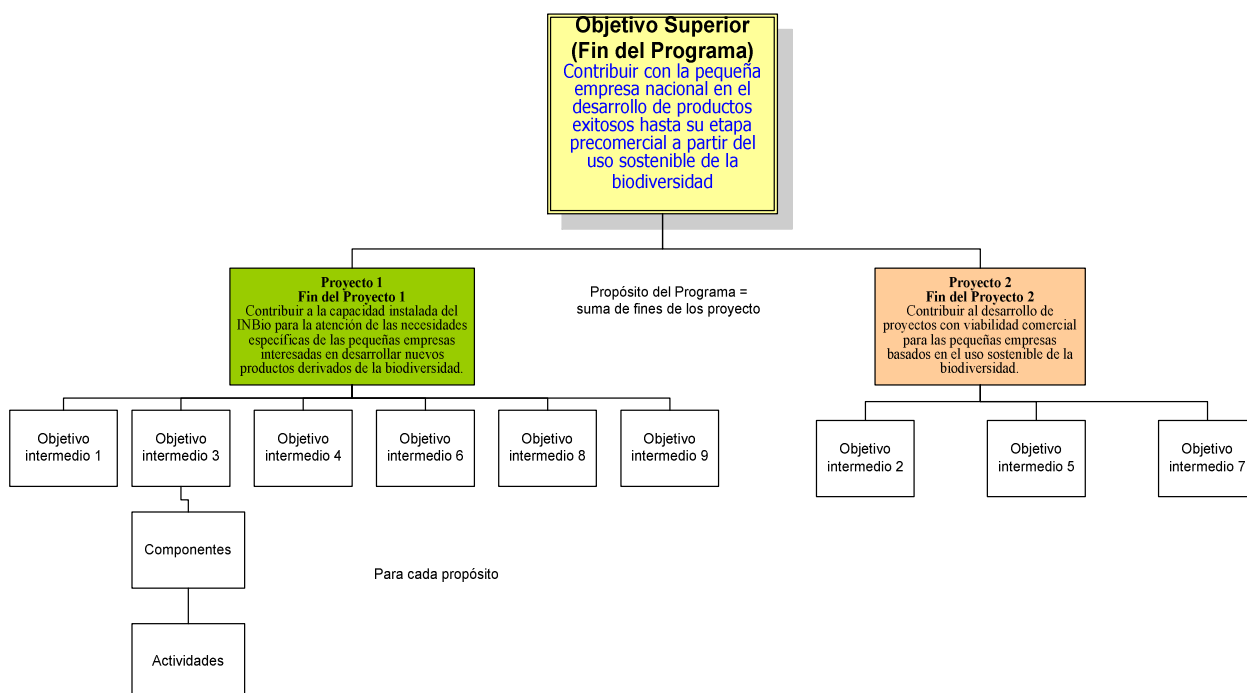 Objetivo Superior
(Fin del Programa)
Contribuir con la pequeña
empresa nacional en el
desarrollo de productos
exitosos hasta su etapa
precomercial a partir del
uso sostenible de la
biodiversidad
Proyecto 1
Fin del Proyecto 1
Contribuir a la capacidad instalada del
INBio para la atención de las necesidades
específicas de las pequeñas empresas
interesadas en desarrollar nuevos
productos derivados de la biodiversidad.
Propósito del Programa =
suma de fines de los proyecto
Proyecto 2
Fin del Proyecto 2
Contribuir al desarrollo de
proyectos con viabilidad comercial
para las pequeñas empresas
basados en el uso sostenible de la
biodiversidad.
Objetivo
intermedio 1
Objetivo
intermedio 3
Objetivo
intermedio 4
Objetivo
intermedio 6
Objetivo
intermedio 8
Objetivo
intermedio 9
Objetivo
intermedio 2
Objetivo
intermedio 5
Objetivo
intermedio 7
Componentes
Para cada propósito
Actividades